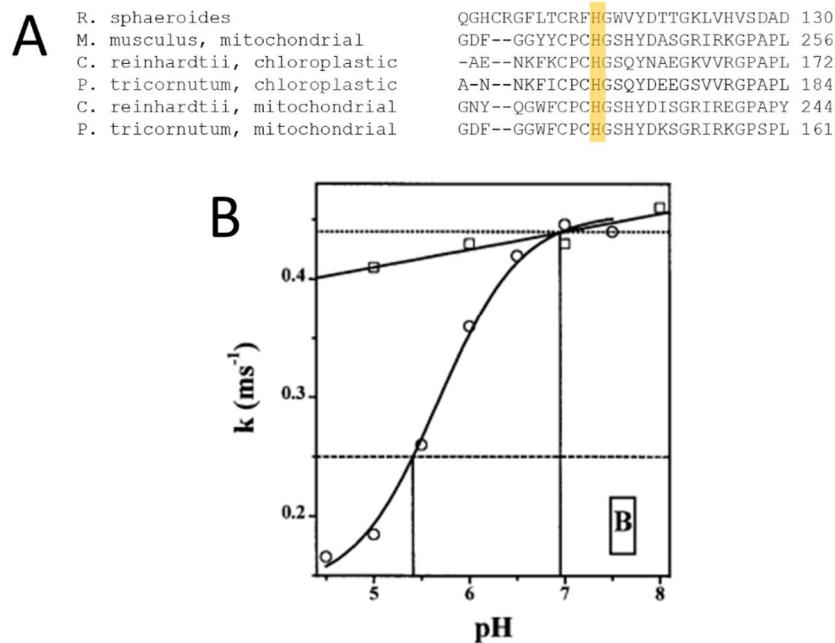 A
R. sphaeroides QGHCRGFLTCRFHGWVYDTTGKLVHVSDAD 130
M. musculus, mitochondrial GDF--GGYYCPCHGSHYDASGRIRKGPAPL 256
C. reinhardtii, chloroplastic -AE--NKFKCPCHGSQYNAEGKVVRGPAPL 172
P. tricornutum, chloroplastic A-N--NKFICPCHGSQYDEEGSVVRGPAPL 184
C. reinhardtii, mitochondrial GNY--QGWFCPCHGSHYDISGRIREGPAPY 244
P. tricornutum, mitochondrial GDF--GGWFCPCHGSHYDKSGRIRKGPSPL 161
B
0.4
0.3
0.2
k (ms⁻¹)
B
5 6 7 8
pH